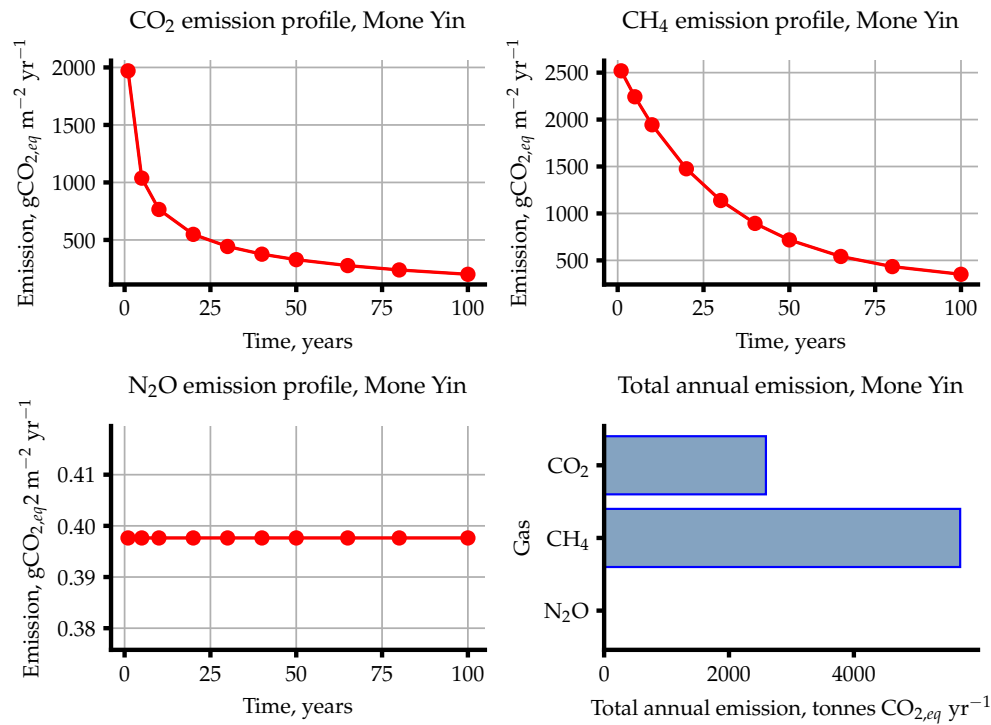 CO₂ emission profile, Mone Yin
Emission, gCO₂,eq m⁻² yr⁻¹
2000
1500
1000
500
0 25 50 75 100
Time, years
CH₄ emission profile, Mone Yin
Emission, gCO₂,eq m⁻² yr⁻¹
2500
2000
1500
1000
500
0 25 50 75 100
Time, years
N₂O emission profile, Mone Yin
Emission, gCO₂,eq2 m⁻² yr⁻¹
0.41
0.40
0.39
0.38
0 25 50 75 100
Time, years
Total annual emission, Mone Yin
Gas
CO₂
CH₄
N₂O
0 2000 4000
Total annual emission, tonnes CO₂,eq yr⁻¹